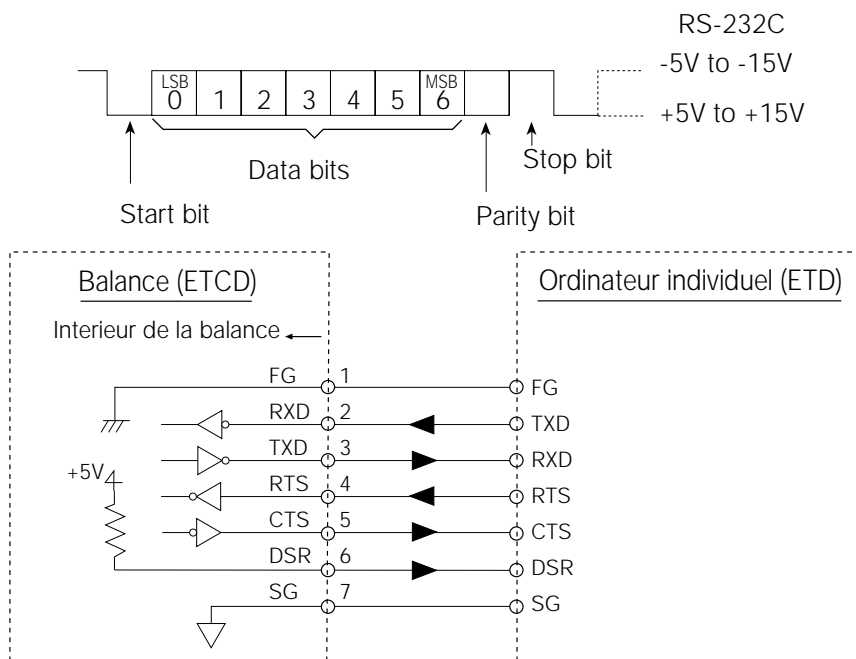 RS-232C
-5V to -15V
LSB MSB
0 1 2 3 4 5 6
+5V to +15V
Data bits
Stop bit
Start bit
Parity bit
Balance (ETCD)
Ordinateur individuel (ETD)
Interieur de la balance
FG 1 FG
RXD 2 TXD
TXD 3 RXD
+5V
RTS 4 RTS
CTS 5 CTS
DSR 6 DSR
SG 7 SG